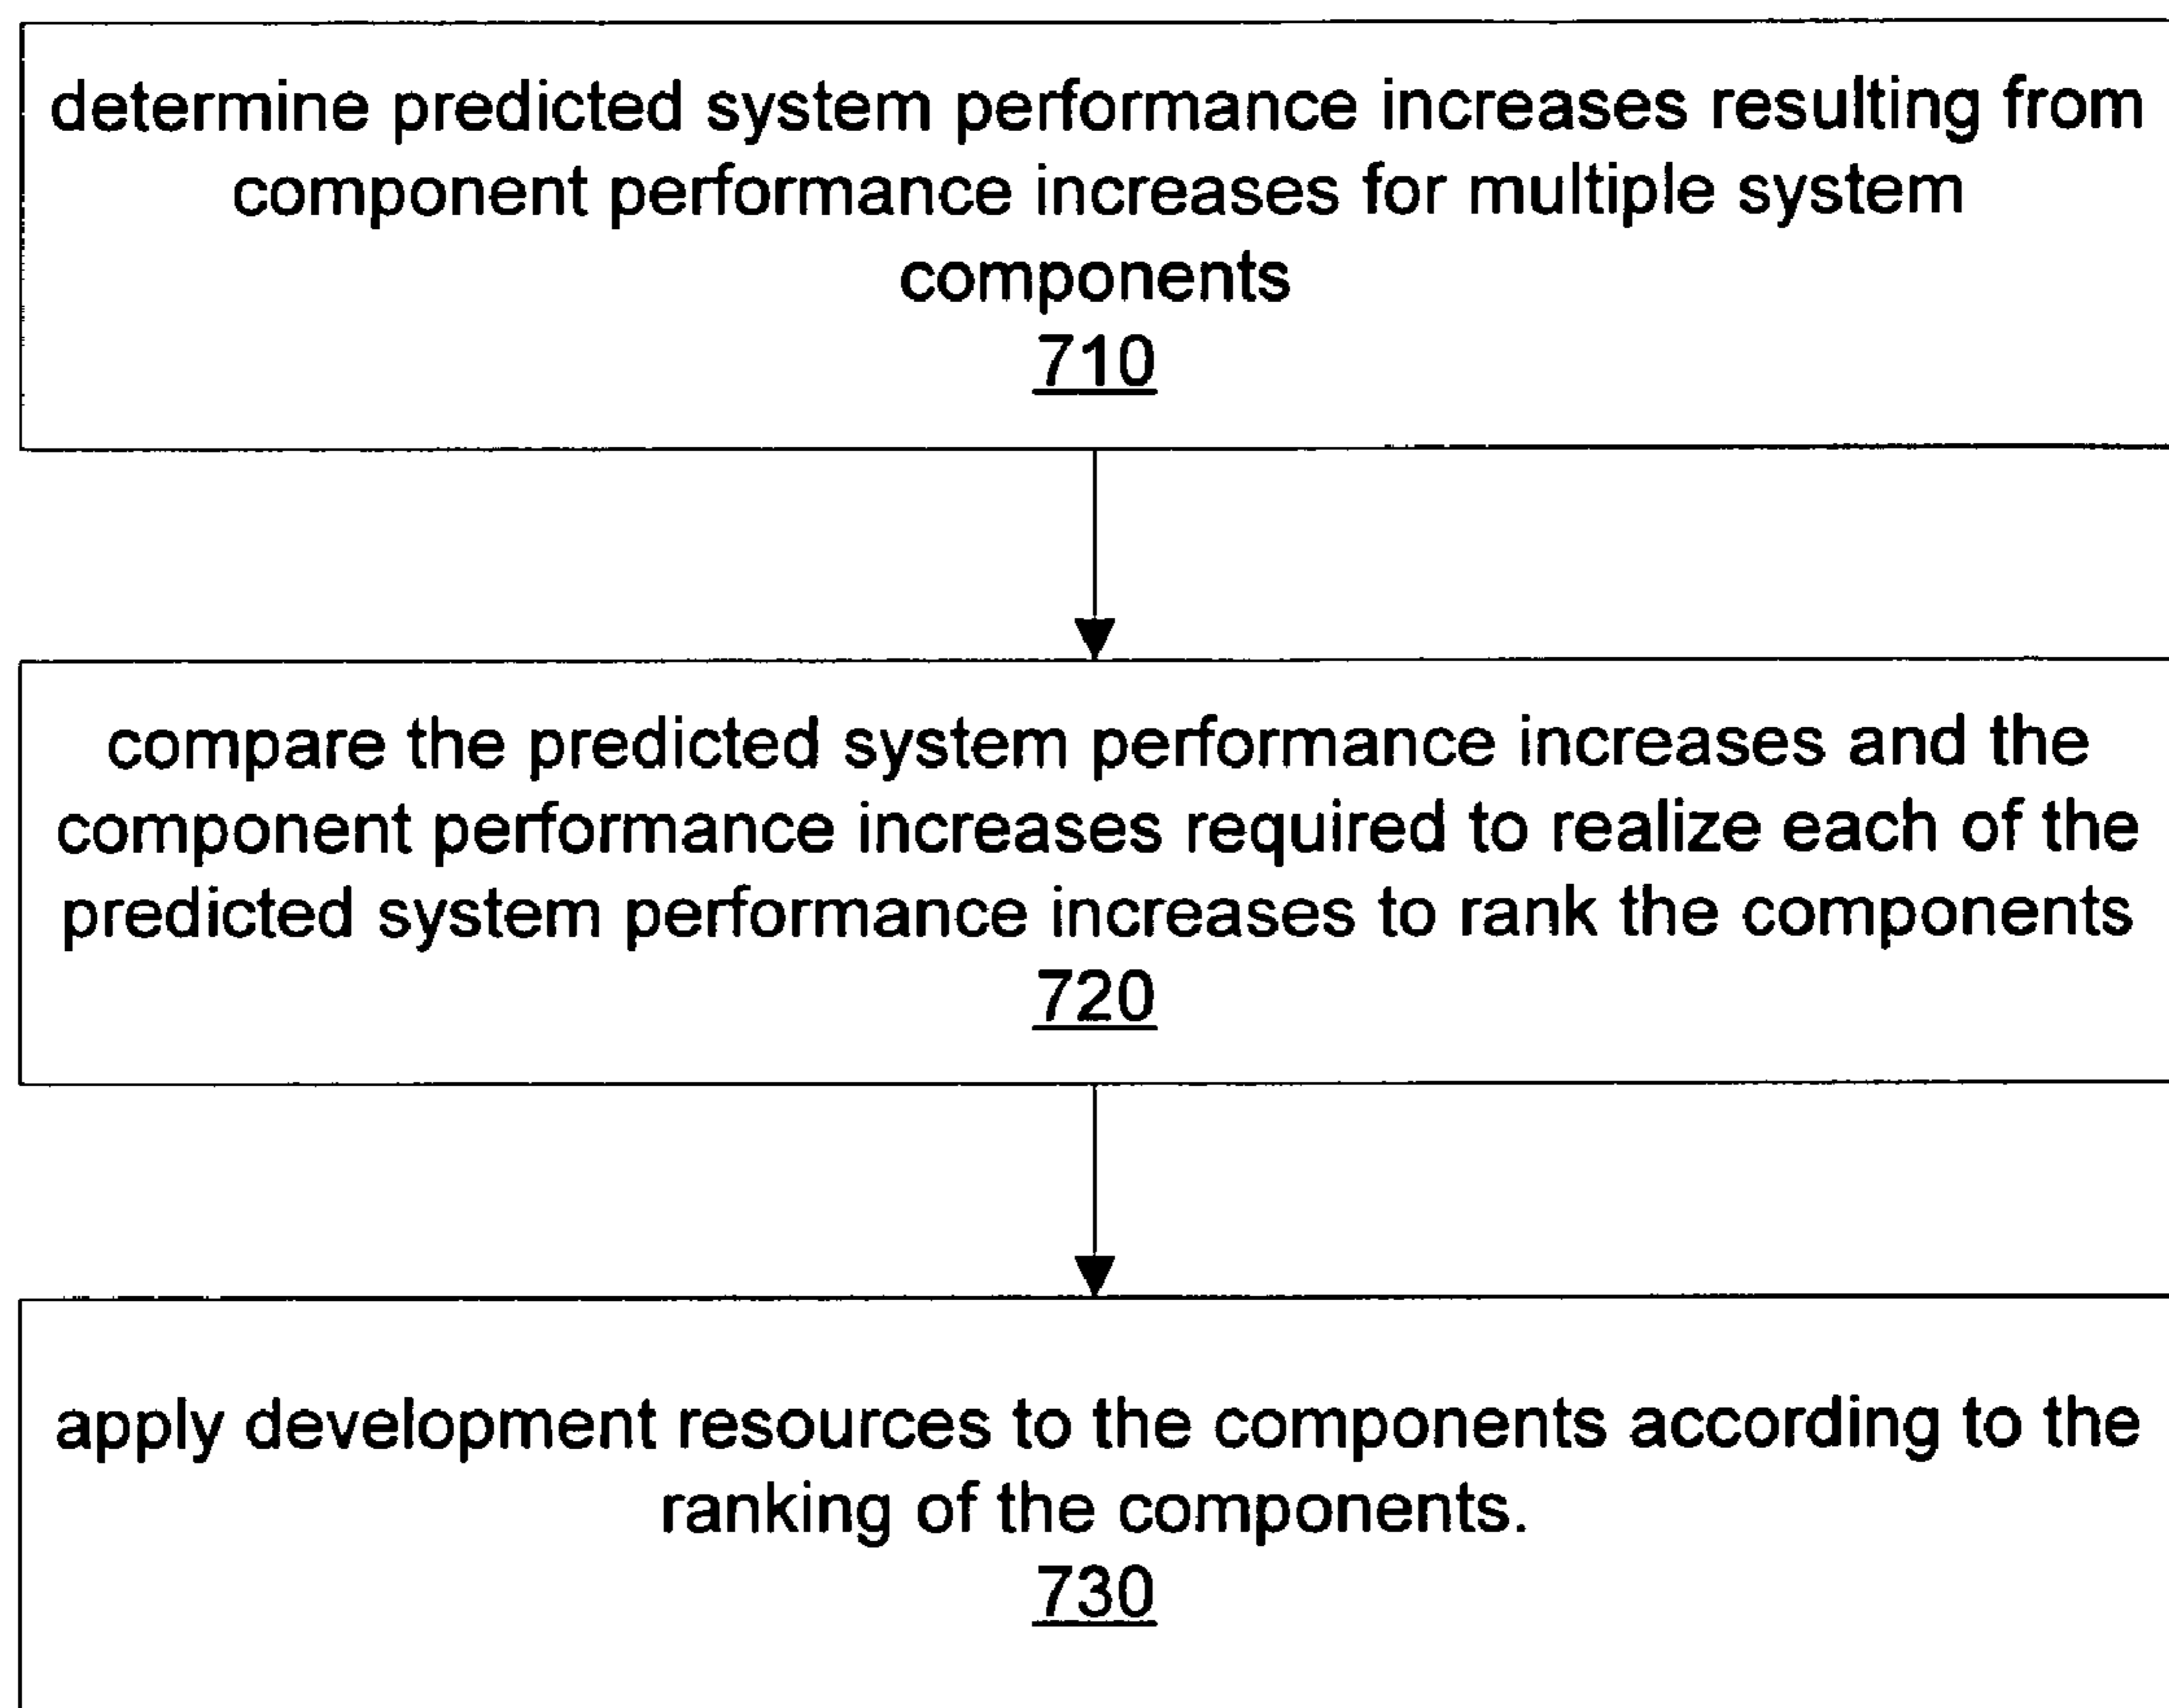 determine predicted system performance increases resulting from
component performance increases for multiple system
components
710
compare the predicted system performance increases and the
component performance increases required to realize each of the
predicted system performance increases to rank the components
720
apply development resources to the components according to the
ranking of the components.
730